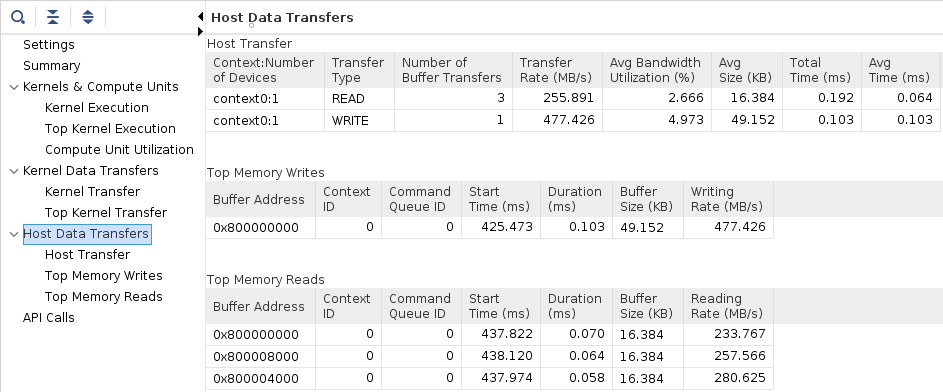 Host Data Transfers
Settings
Summary
Kernels & Compute Units
Kernel Execution
Top Kernel Execution
Compute Unit Utilization
Kernel Data Transfers
Kernel Transfer
Top Kernel Transfer
Host Data Transfers
Host Transfer
Top Memory Writes
Top Memory Reads
API Calls
Host Transfer
Context:Number of Devices Transfer Type Number of Buffer Transfers Transfer Rate (MB/s) Avg Bandwidth Utilization (%) Avg Size (KB) Total Time (ms) Avg Time (ms)
context0:1 READ 3 255.891 2.666 16.384 0.192 0.064
context0:1 WRITE 1 477.426 4.973 49.152 0.103 0.103
Top Memory Writes
Buffer Address Context ID Command Queue ID Start Time (ms) Duration (ms) Buffer Size (KB) Writing Rate (MB/s)
0x800000000 0 0 425.473 0.103 49.152 477.426
Top Memory Reads
Buffer Address Context ID Command Queue ID Start Time (ms) Duration (ms) Buffer Size (KB) Reading Rate (MB/s)
0x800000000 0 0 437.822 0.070 16.384 233.767
0x800008000 0 0 438.120 0.064 16.384 257.566
0x800004000 0 0 437.974 0.058 16.384 280.625